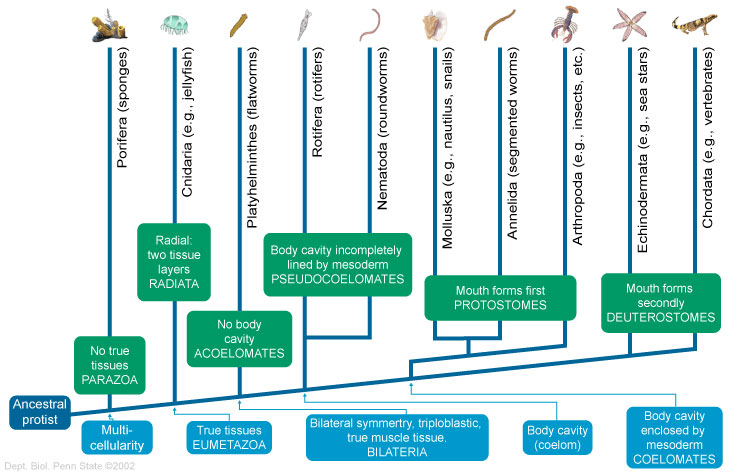 Porifera (sponges)
Cnidaria (e.g., jellyfish)
Platyhelminthes (flatworms)
Rotifera (rotifers)
Nematoda (roundworms)
Molluska (e.g., nautilus, snails)
Annelida (segmented worms)
Arthropoda (e.g., insects, etc.)
Echinodermata (e.g., sea stars)
Chordata (e.g., vertebrates)
Radial:
two tissue
layers
RADIATA
Body cavity incompletely
lined by mesoderm
PSEUDOCOELOMATES
Mouth forms first
PROTOSTOMES
Mouth forms
secondly
DEUTEROSTOMES
No body
cavity
ACOELOMATES
No true
tissues
PARAZOA
Ancestral
protist
Multi-
cellularity
True tissues
EUMETAZOA
Bilateral symmertry, triploblastic,
true muscle tissue.
BILATERIA
Body cavity
(coelom)
Body cavity
enclosed by
mesoderm
COELOMATES
Dept. Biol. Penn State ©2002